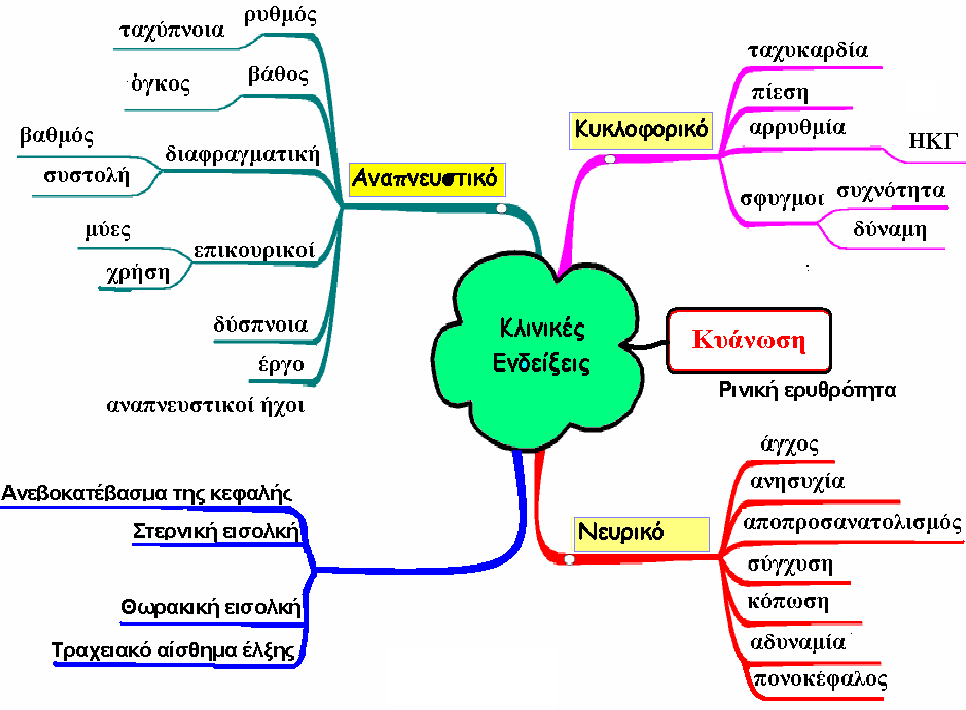 ταχύπνοια
ρυθμός
όγκος
βάθος
βαθμός
συστολή
διαφραγματική
μύες
χρήση
επικουρικοί
δύσπνοια
έργο
αναπνευστικοί ήχοι
Αναπνευστικό
Κυκλοφορικό
ταχυκαρδία
πίεση
αρρυθμία
ΗΚΓ
σφυγμοι
συχνότητα
δύναμη
Κλινικές
Ενδείξεις
Κυάνωση
Ρινική ερυθρότητα
Ανεβοκατέβασμα της κεφαλής
Στερνική εισολκή
Θωρακική εισολκή
Τραχειακό αίσθημα έλξης
Νευρικό
άγχος
ανησυχία
αποπροσανατολισμός
σύγχυση
κόπωση
αδυναμία
πονοκέφαλος